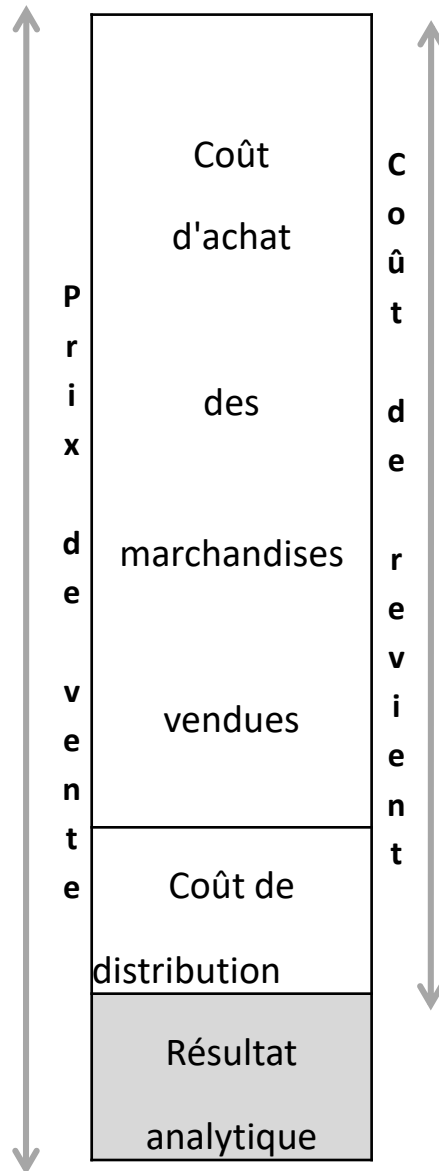 Prix de vente
Coût
d'achat
des
marchandises
vendues
Coût de
distribution
Résultat
analytique
Coût de revient